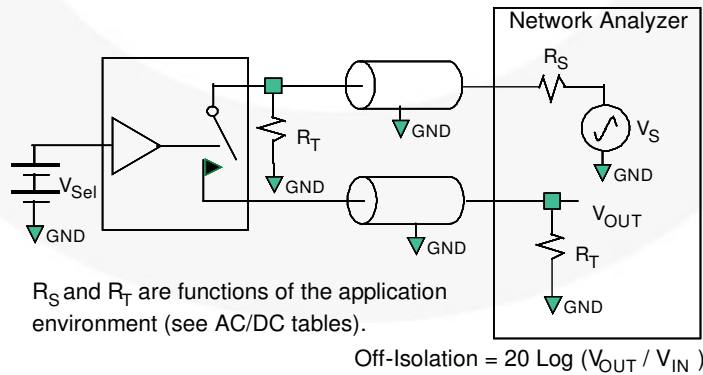 Network Analyzer
R_S
V_S
GND
GND
R_T
GND
V_Sel
GND
GND
V_OUT
R_T
GND
R_S and R_T are functions of the application
environment (see AC/DC tables).
Off-Isolation = 20 Log (V_OUT / V_IN )